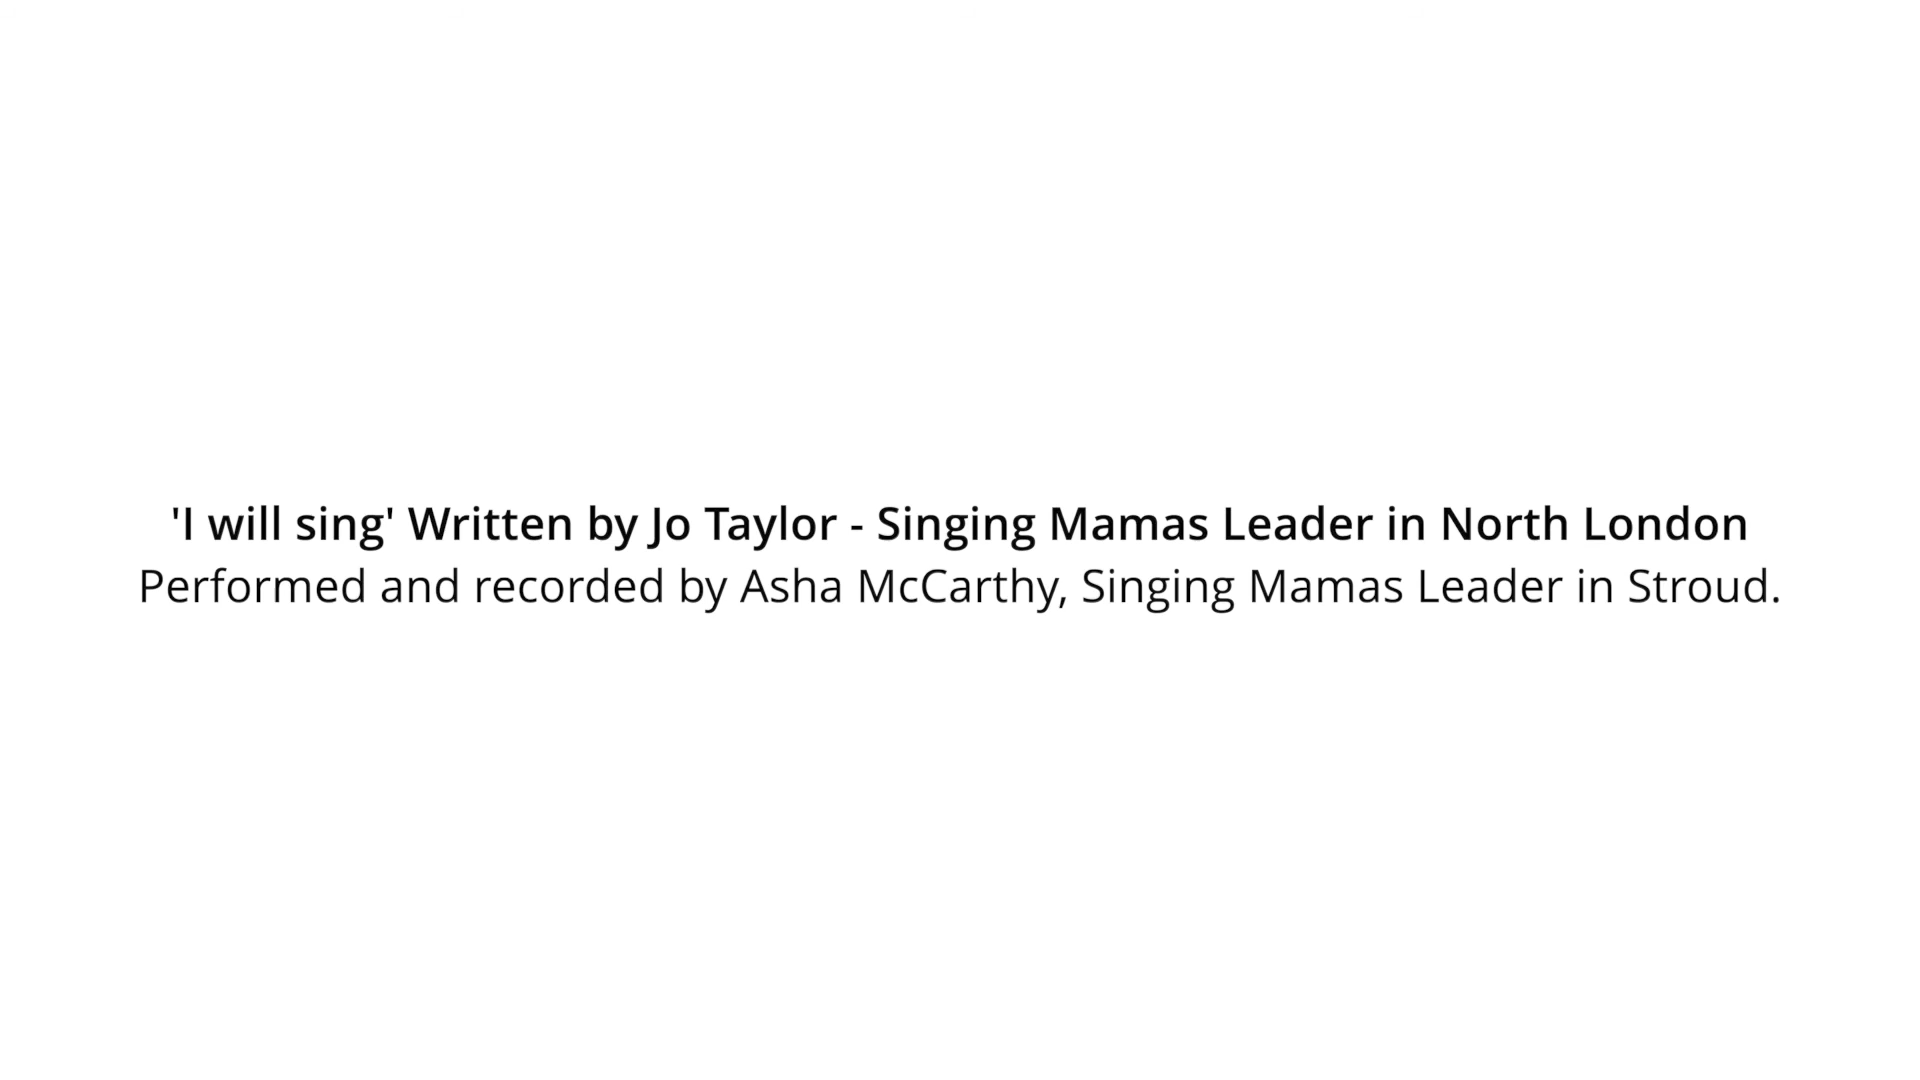 'I will sing' Written by Jo Taylor - Singing Mamas Leader in North London
Performed and recorded by Asha McCarthy, Singing Mamas Leader in Stroud.